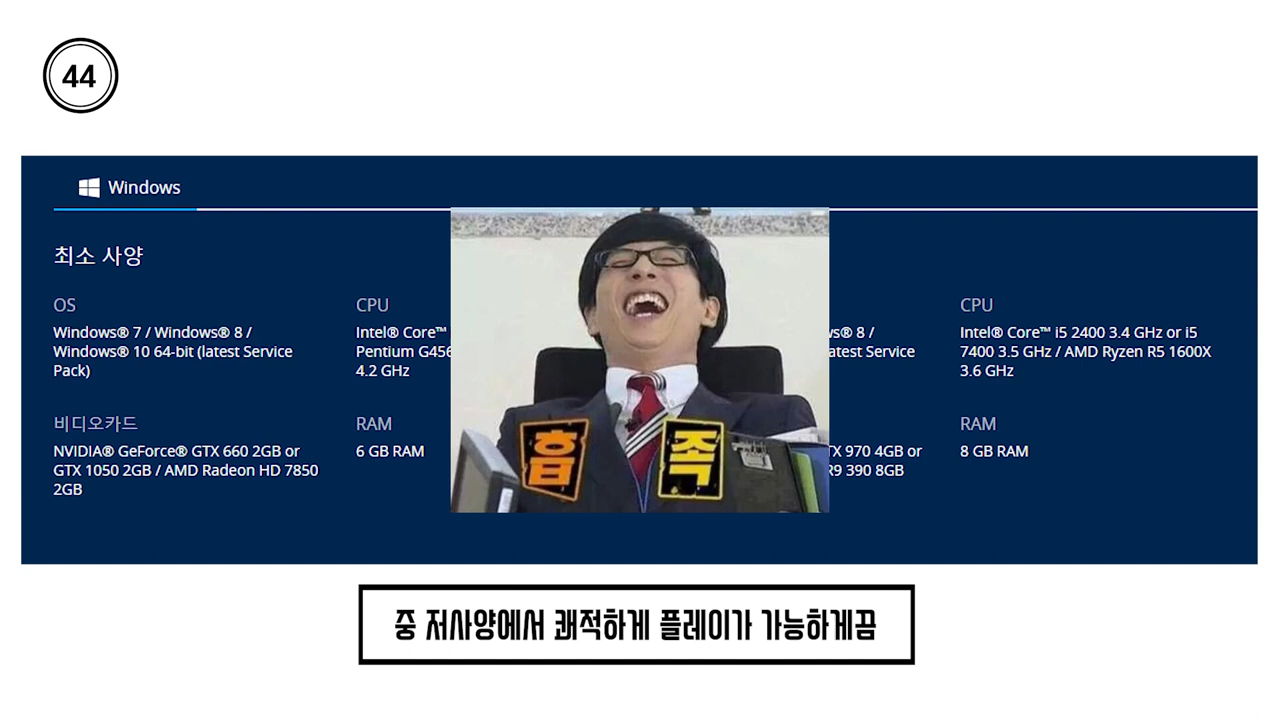 44
Windows
최소 사양
OS
Windows® 7 / Windows® 8 /
Windows® 10 64-bit (latest Service
Pack)
CPU
Intel® Core™
Pentium
4.2 GHz
비디오카드
NVIDIA® GeForce® GTX 660 2GB or
GTX 1050 2GB / AMD Radeon HD 7850
2GB
RAM
6 GB RAM
흡족
8 /
Service
970 4GB or
R9 390 8GB
CPU
Intel® Core™ i5 2400 3.4 GHz or i5
7400 3.5 GHz / AMD Ryzen R5 1600X
3.6 GHz
RAM
8 GB RAM
중 저사양에서 쾌적하게 플레이가 가능하게끔